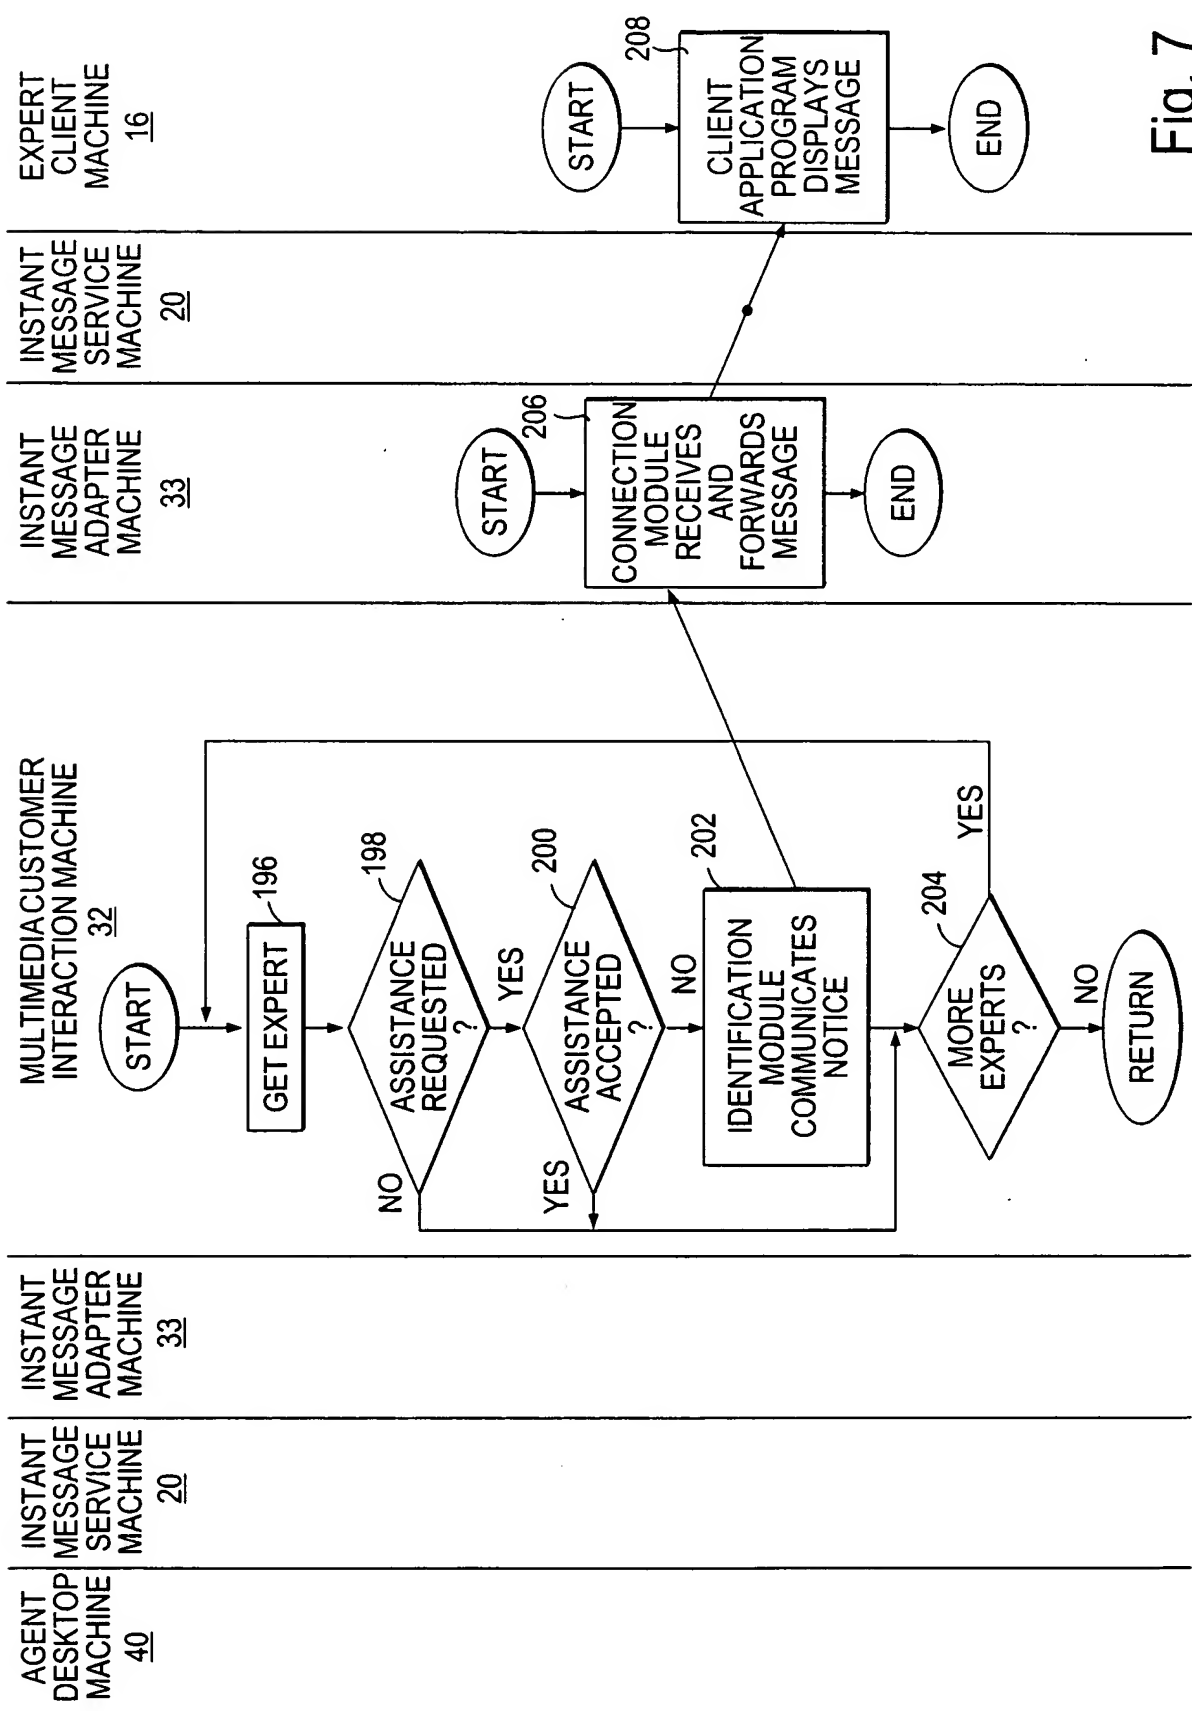 AGENT
DESKTOP
MACHINE
40
INSTANT
MESSAGE
SERVICE
MACHINE
20
INSTANT
MESSAGE
ADAPTER
MACHINE
33
MULTIMEDIA CUSTOMER
INTERACTION MACHINE
32
INSTANT
MESSAGE
ADAPTER
MACHINE
33
INSTANT
MESSAGE
SERVICE
MACHINE
20
EXPERT
CLIENT
MACHINE
16
START
GET EXPERT
196
ASSISTANCE
REQUESTED
?
198
NO
YES
ASSISTANCE
ACCEPTED
?
200
YES
NO
IDENTIFICATION
MODULE
COMMUNICATES
NOTICE
202
MORE
EXPERTS
?
204
YES
NO
RETURN
START
206
CONNECTION
MODULE
RECEIVES
AND
FORWARDS
MESSAGE
END
START
208
CLIENT
APPLICATION
PROGRAM
DISPLAYS
MESSAGE
END
Fig. 7